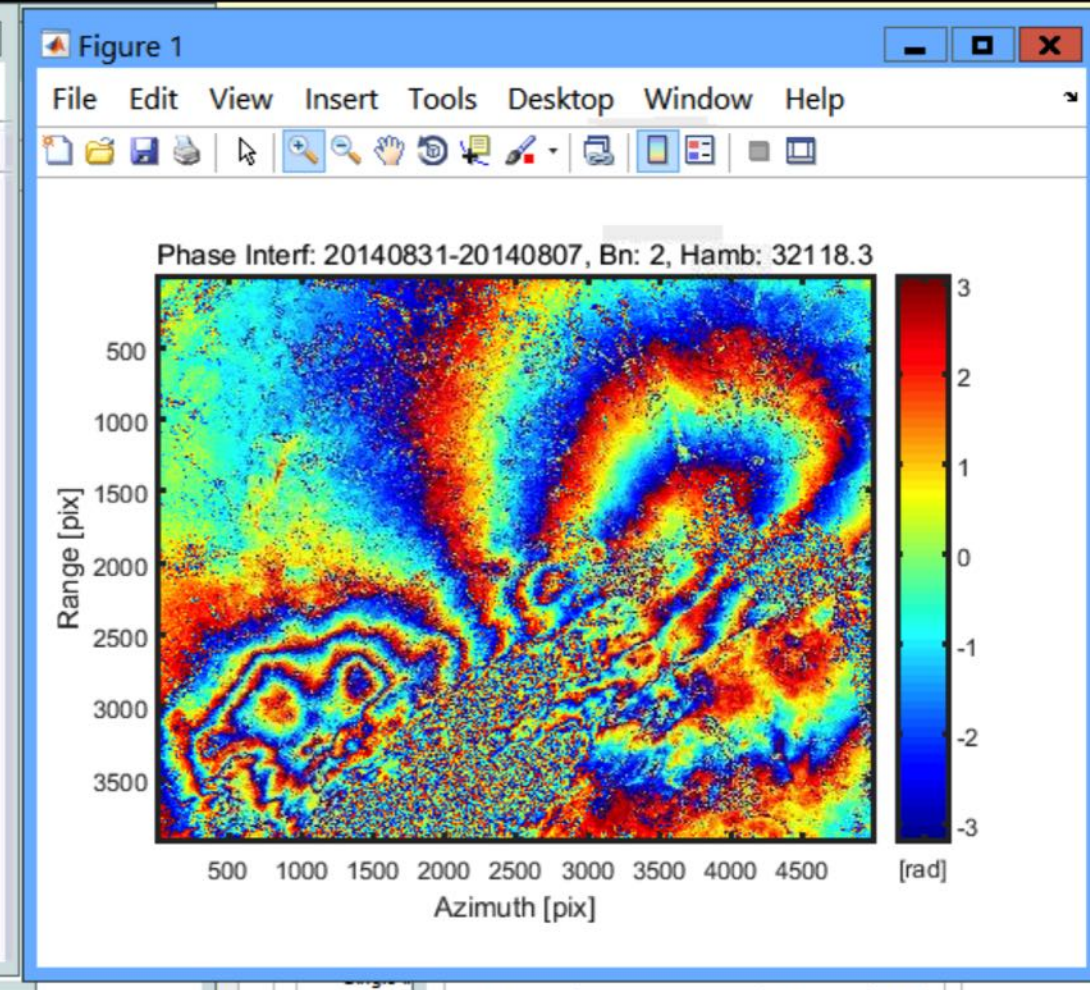 Figure 1
File Edit View Insert Tools Desktop Window Help
Phase Interf: 20140831-20140807, Bn: 2, Hamb: 32118.3
500
1000
1500
2000
2500
3000
3500
Range [pix]
500 1000 1500 2000 2500 3000 3500 4000 4500
Azimuth [pix]
3
2
1
0
-1
-2
-3
[rad]